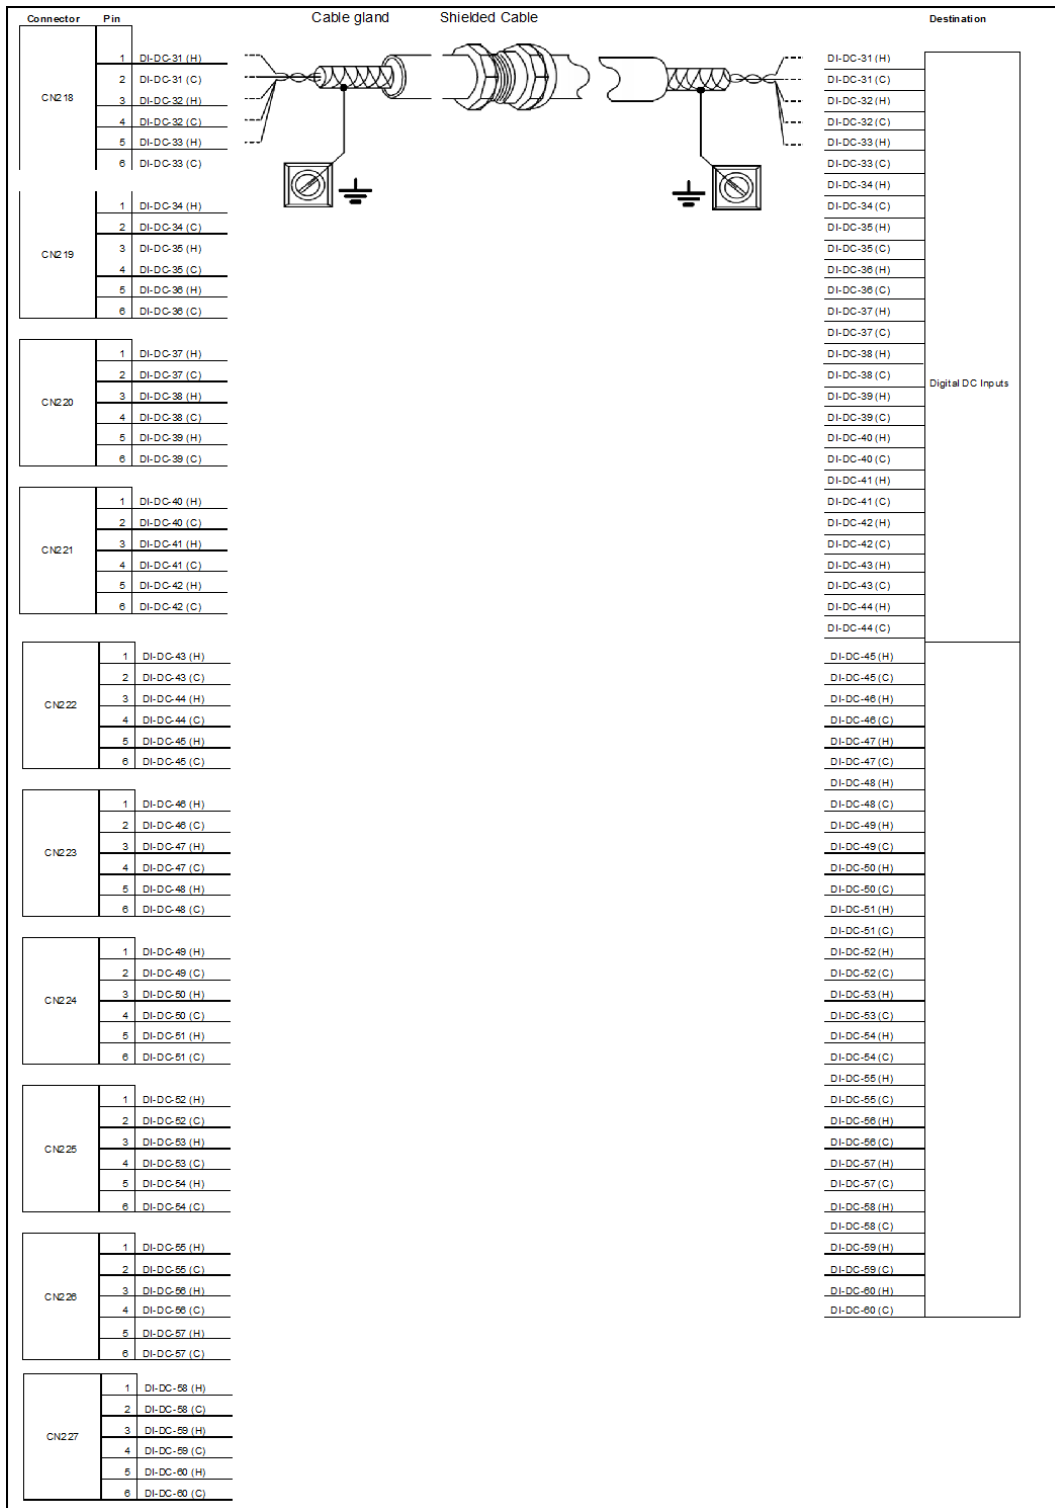 Connector Pin Cable gland Shielded Cable Destination
CN218
1 DI-DC-31 (H)
2 DI-DC-31 (C)
3 DI-DC-32 (H)
4 DI-DC-32 (C)
5 DI-DC-33 (H)
6 DI-DC-33 (C)
CN219
1 DI-DC-34 (H)
2 DI-DC-34 (C)
3 DI-DC-35 (H)
4 DI-DC-35 (C)
5 DI-DC-36 (H)
6 DI-DC-36 (C)
CN220
1 DI-DC-37 (H)
2 DI-DC-37 (C)
3 DI-DC-38 (H)
4 DI-DC-38 (C)
5 DI-DC-39 (H)
6 DI-DC-39 (C)
CN221
1 DI-DC-40 (H)
2 DI-DC-40 (C)
3 DI-DC-41 (H)
4 DI-DC-41 (C)
5 DI-DC-42 (H)
6 DI-DC-42 (C)
CN222
1 DI-DC-43 (H)
2 DI-DC-43 (C)
3 DI-DC-44 (H)
4 DI-DC-44 (C)
5 DI-DC-45 (H)
6 DI-DC-45 (C)
CN223
1 DI-DC-46 (H)
2 DI-DC-46 (C)
3 DI-DC-47 (H)
4 DI-DC-47 (C)
5 DI-DC-48 (H)
6 DI-DC-48 (C)
CN224
1 DI-DC-49 (H)
2 DI-DC-49 (C)
3 DI-DC-50 (H)
4 DI-DC-50 (C)
5 DI-DC-51 (H)
6 DI-DC-51 (C)
CN225
1 DI-DC-52 (H)
2 DI-DC-52 (C)
3 DI-DC-53 (H)
4 DI-DC-53 (C)
5 DI-DC-54 (H)
6 DI-DC-54 (C)
CN226
1 DI-DC-55 (H)
2 DI-DC-55 (C)
3 DI-DC-56 (H)
4 DI-DC-56 (C)
5 DI-DC-57 (H)
6 DI-DC-57 (C)
CN227
1 DI-DC-58 (H)
2 DI-DC-58 (C)
3 DI-DC-59 (H)
4 DI-DC-59 (C)
5 DI-DC-60 (H)
6 DI-DC-60 (C)
DI-DC-31 (H)
DI-DC-31 (C)
DI-DC-32 (H)
DI-DC-32 (C)
DI-DC-33 (H)
DI-DC-33 (C)
DI-DC-34 (H)
DI-DC-34 (C)
DI-DC-35 (H)
DI-DC-35 (C)
DI-DC-36 (H)
DI-DC-36 (C)
DI-DC-37 (H)
DI-DC-37 (C)
DI-DC-38 (H)
DI-DC-38 (C)
Digital DC Inputs
DI-DC-39 (H)
DI-DC-39 (C)
DI-DC-40 (H)
DI-DC-40 (C)
DI-DC-41 (H)
DI-DC-41 (C)
DI-DC-42 (H)
DI-DC-42 (C)
DI-DC-43 (H)
DI-DC-43 (C)
DI-DC-44 (H)
DI-DC-44 (C)
DI-DC-45 (H)
DI-DC-45 (C)
DI-DC-46 (H)
DI-DC-46 (C)
DI-DC-47 (H)
DI-DC-47 (C)
DI-DC-48 (H)
DI-DC-48 (C)
DI-DC-49 (H)
DI-DC-49 (C)
DI-DC-50 (H)
DI-DC-50 (C)
DI-DC-51 (H)
DI-DC-51 (C)
DI-DC-52 (H)
DI-DC-52 (C)
DI-DC-53 (H)
DI-DC-53 (C)
DI-DC-54 (H)
DI-DC-54 (C)
DI-DC-55 (H)
DI-DC-55 (C)
DI-DC-56 (H)
DI-DC-56 (C)
DI-DC-57 (H)
DI-DC-57 (C)
DI-DC-58 (H)
DI-DC-58 (C)
DI-DC-59 (H)
DI-DC-59 (C)
DI-DC-60 (H)
DI-DC-60 (C)